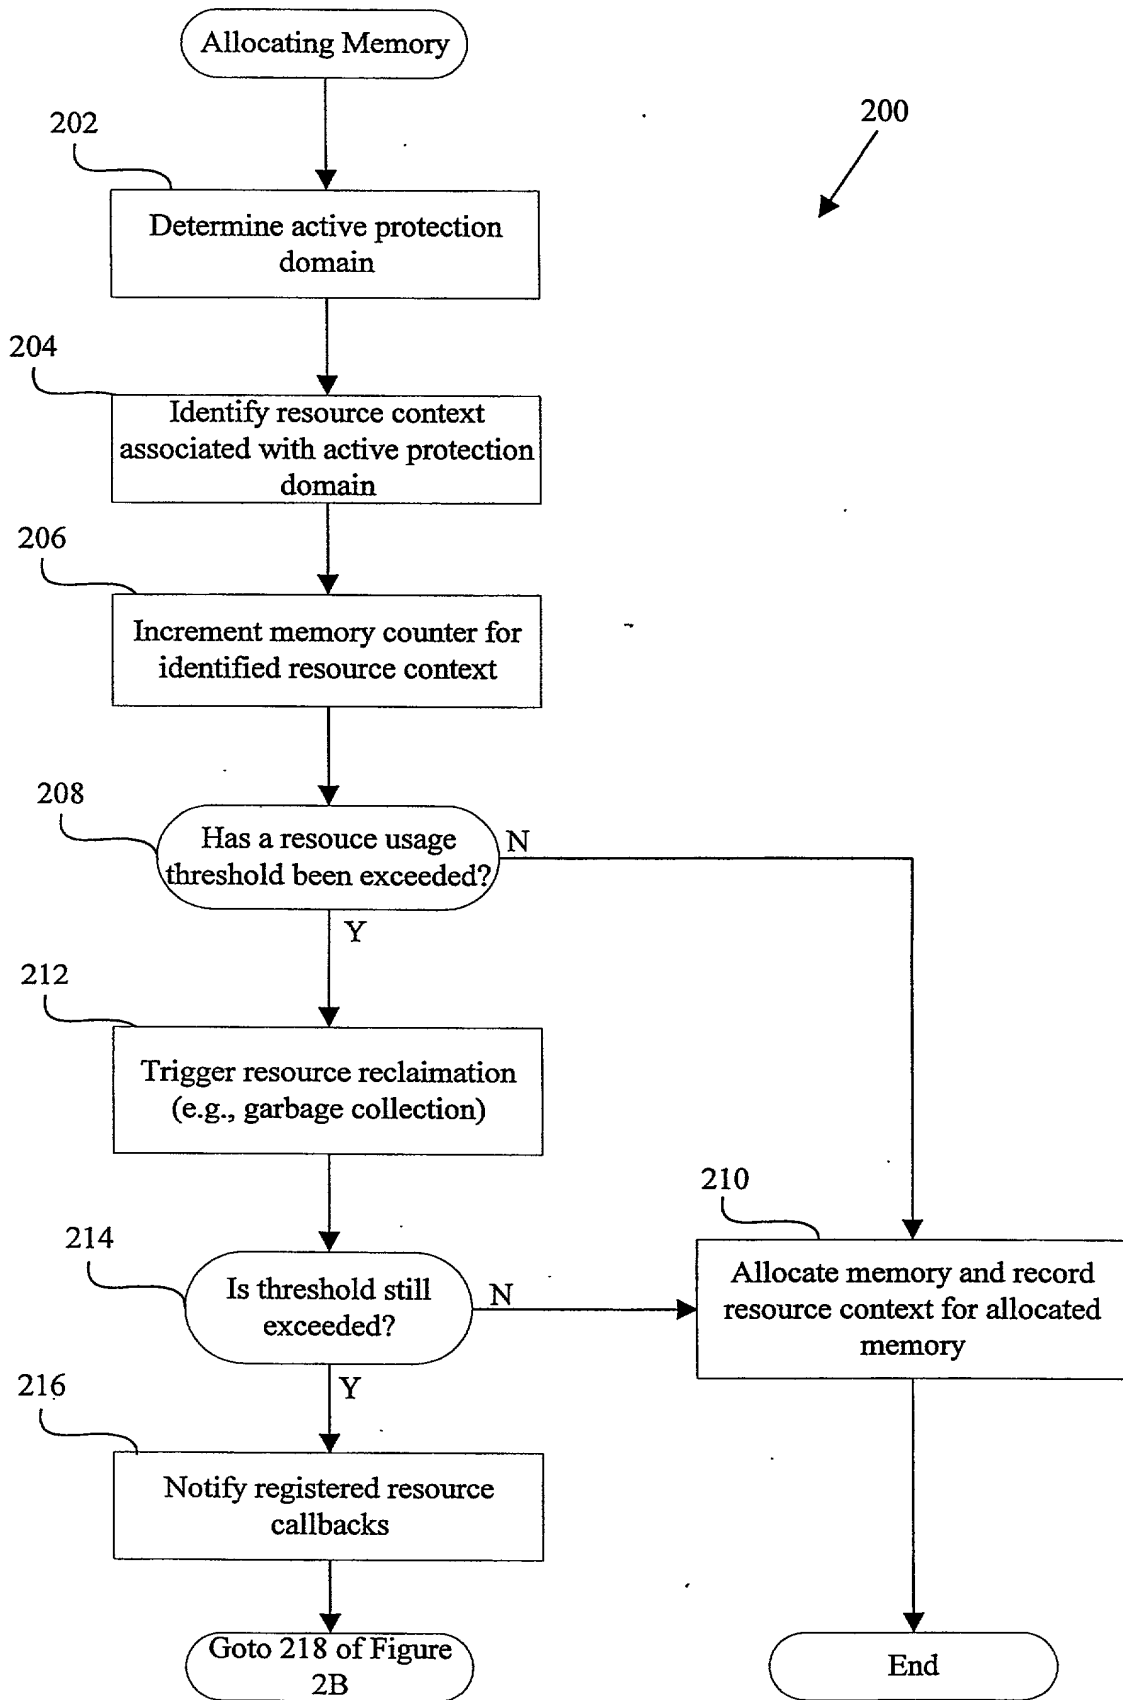 Allocating Memory
200
202
Determine active protection
domain
204
Identify resource context
associated with active protection
domain
206
Increment memory counter for
identified resource context
208
Has a resouce usage
threshold been exceeded?
N
Y
212
Trigger resource reclaimation
(e.g., garbage collection)
210
Allocate memory and record
resource context for allocated
memory
214
Is threshold still
exceeded?
N
Y
216
Notify registered resource
callbacks
Goto 218 of Figure
2B
End